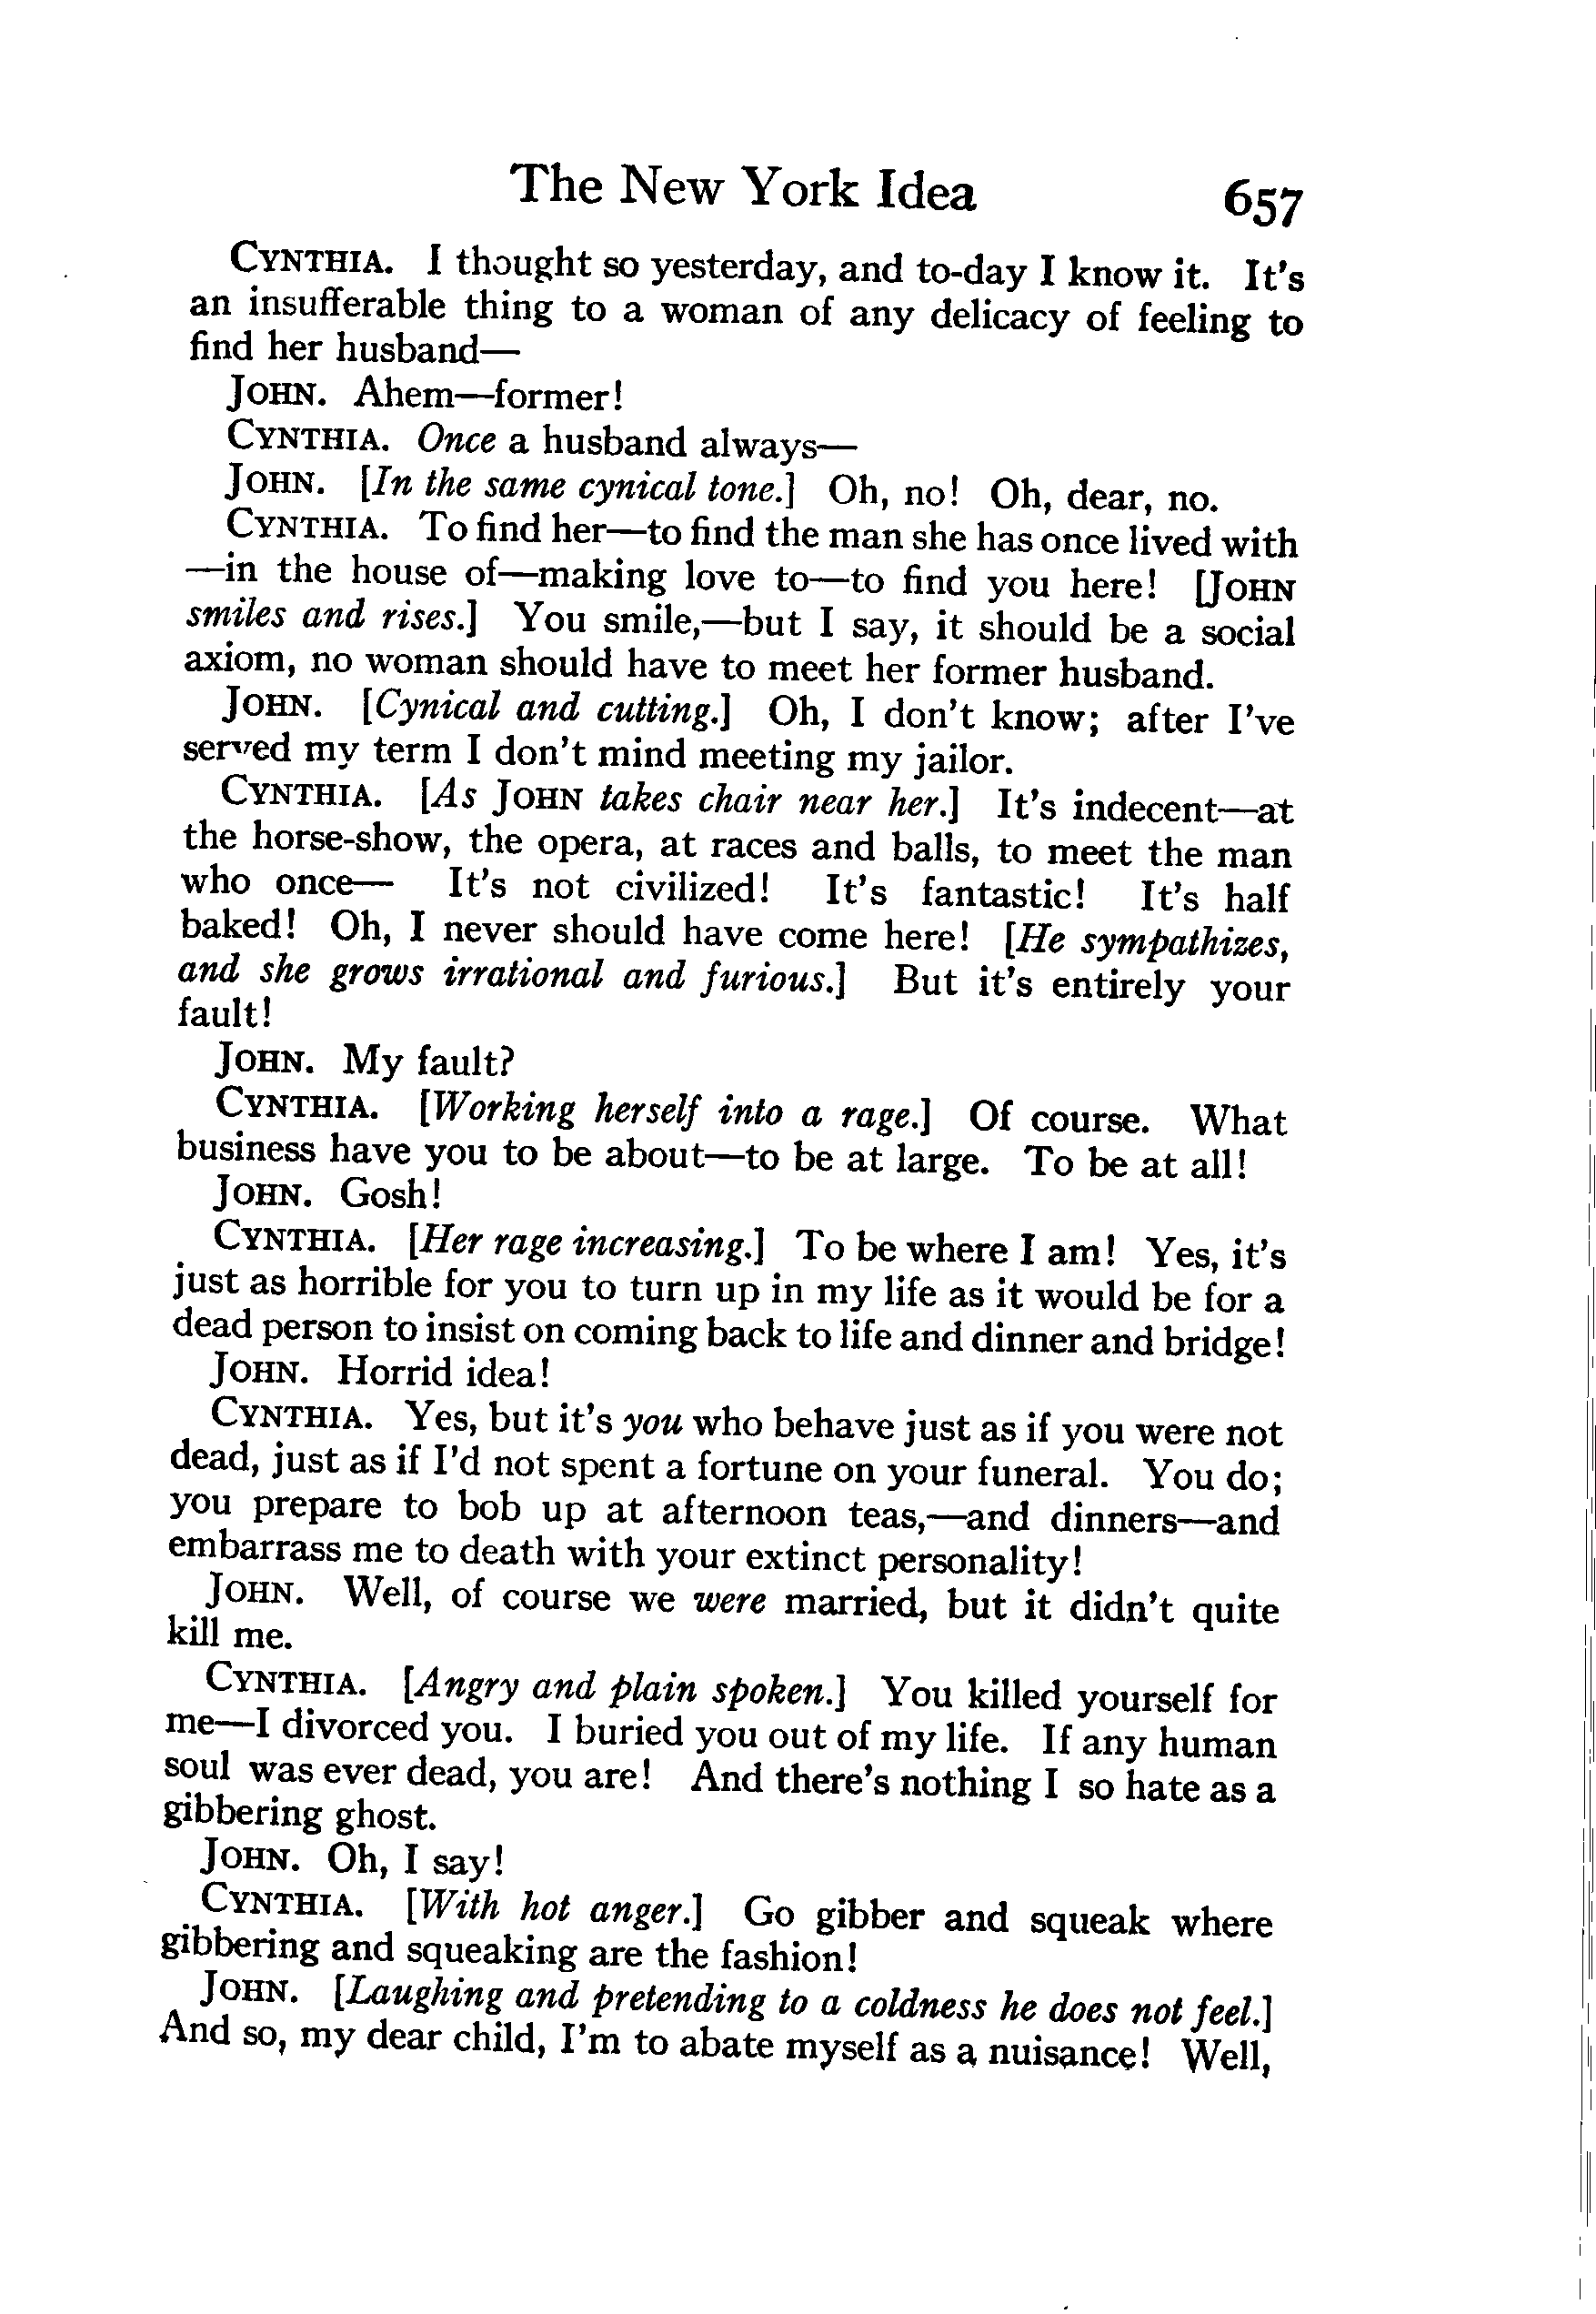 The New York Idea 657
CYNTHIA. I thought so yesterday, and to-day I know it. It's
an insufferable thing to a woman of any delicacy of feeling to
find her husband—
JOHN. Ahem—former!
CYNTHIA. Once a husband always—
JOHN. [In the same cynical tone.] Oh, no! Oh, dear, no.
CYNTHIA. To find her—to find the man she has once lived with
—in the house of—making love to—to find you here! [JOHN
smiles and rises.] You smile,—but I say, it should be a social
axiom, no woman should have to meet her former husband.
JOHN. [Cynical and cutting.] Oh, I don't know; after I've
served my term I don't mind meeting my jailor.
CYNTHIA. [As JOHN takes chair near her.] It's indecent—at
the horse-show, the opera, at races and balls, to meet the man
who once— It's not civilized! It's fantastic! It's half
baked! Oh, I never should have come here! [He sympathizes,
and she grows irrational and furious.] But it's entirely your
fault!
JOHN. My fault?
CYNTHIA. [Working herself into a rage.] Of course. What
business have you to be about—to be at large. To be at all!
JOHN. Gosh!
CYNTHIA. [Her rage increasing.] To be where I am! Yes, it's
just as horrible for you to turn up in my life as it would be for a
dead person to insist on coming back to life and dinner and bridge!
JOHN. Horrid idea!
CYNTHIA. Yes, but it's you who behave just as if you were not
dead, just as if I'd not spent a fortune on your funeral. You do;
you prepare to bob up at afternoon teas,—and dinners—and
embarrass me to death with your extinct personality!
JOHN. Well, of course we were married, but it didn't quite
kill me.
CYNTHIA. [Angry and plain spoken.] You killed yourself for
me—I divorced you. I buried you out of my life. If any human
soul was ever dead, you are! And there's nothing I so hate as a
gibbering ghost.
JOHN. Oh, I say!
CYNTHIA. [With hot anger.] Go gibber and squeak where
gibbering and squeaking are the fashion!
JOHN. [Laughing and pretending to a coldness he does not feel.]
And so, my dear child, I'm to abate myself as a nuisance! Well,